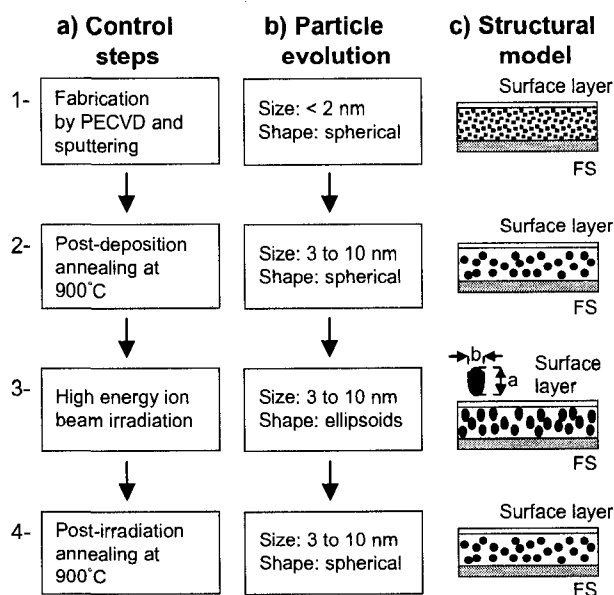 a) Control steps
b) Particle evolution
c) Structural model
1-
Fabrication
by PECVD and
sputtering
Size: < 2 nm
Shape: spherical
Surface layer
FS
2-
Post-deposition
annealing at
900°C
Size: 3 to 10 nm
Shape: spherical
Surface layer
FS
3-
High energy ion
beam irradiation
Size: 3 to 10 nm
Shape: ellipsoids
b
a
Surface
layer
FS
4-
Post-irradiation
annealing at
900°C
Size: 3 to 10 nm
Shape: spherical
Surface layer
FS